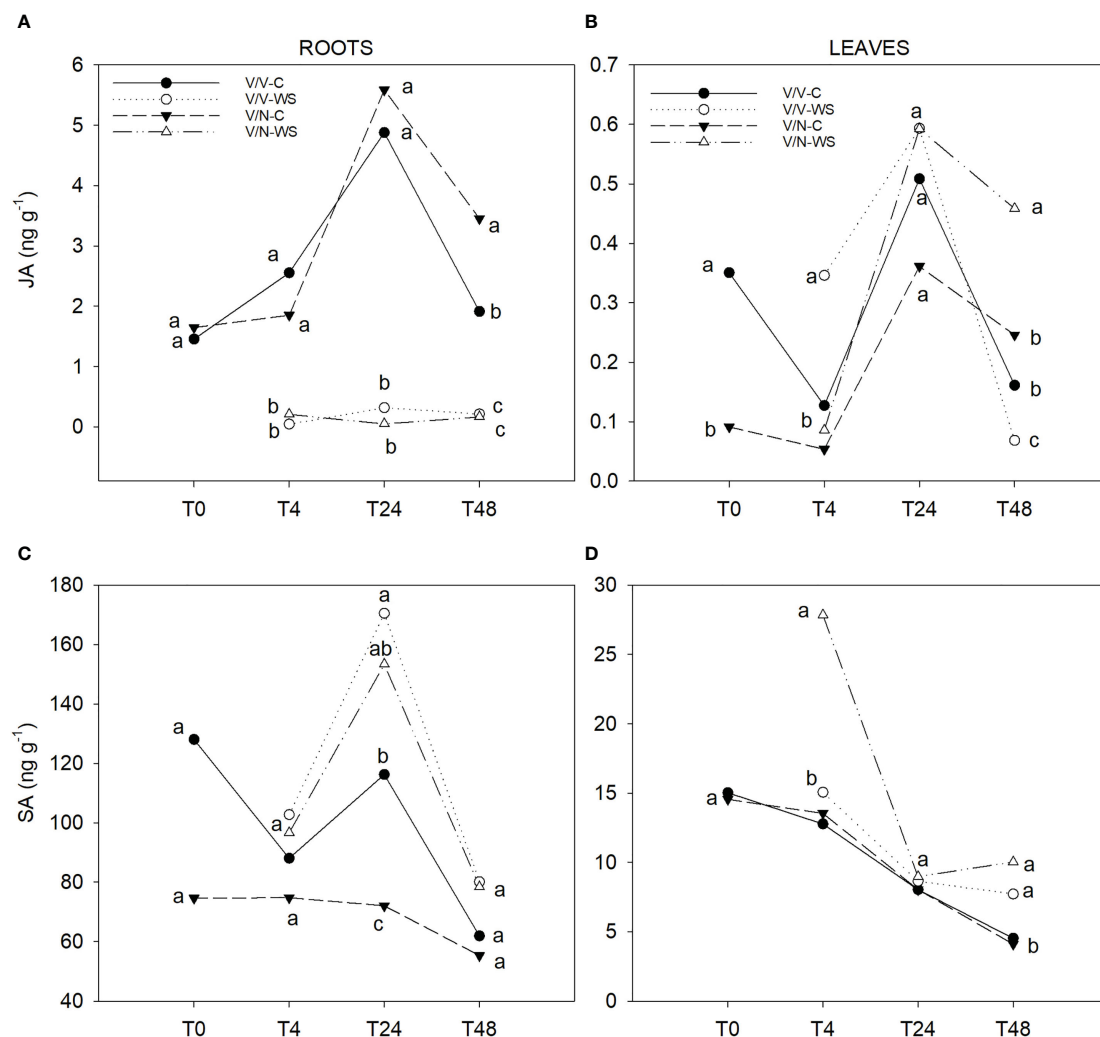 A
ROOTS
JA (ng g-1)
6
5
4
3
2
1
0
V/V-C
V/V-WS
V/N-C
V/N-WS
a
a
a
a
a
a
a
b
b
b
b
b
c
c
T0 T4 T24 T48
B
LEAVES
0.7
0.6
0.5
0.4
0.3
0.2
0.1
0.0
V/V-C
V/V-WS
V/N-C
V/N-WS
a
a
a
a
a
a
b
b
b
b
c
T0 T4 T24 T48
C
SA (ng g-1)
180
160
140
120
100
80
60
40
a
ab
a
b
a
a
a
c
a
a
a
T0 T4 T24 T48
D
30
25
20
15
10
5
0
a
b
a
a
a
a
b
T0 T4 T24 T48